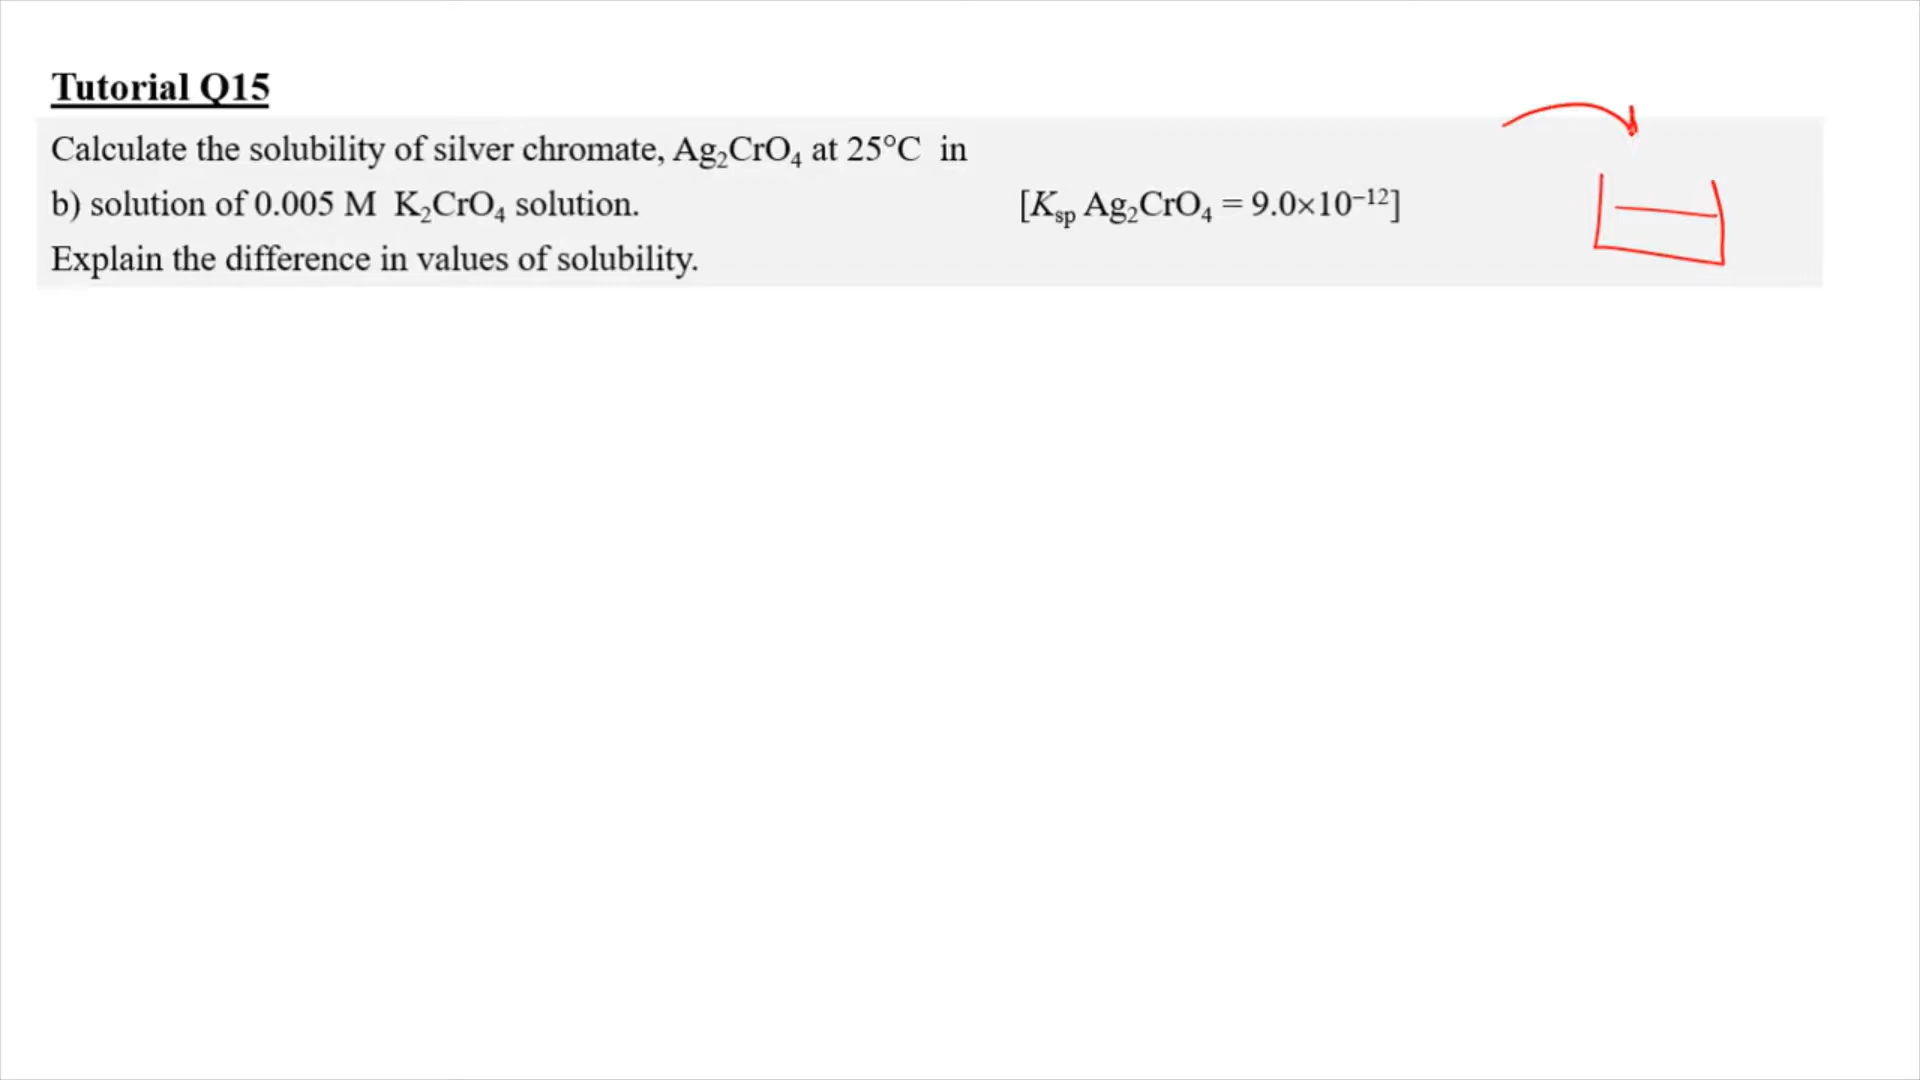 Tutorial Q15
Calculate the solubility of silver chromate, Ag₂CrO₄ at 25°C in
b) solution of 0.005 M K₂CrO₄ solution. [Kₛₚ Ag₂CrO₄ = 9.0×10⁻¹²]
Explain the difference in values of solubility.